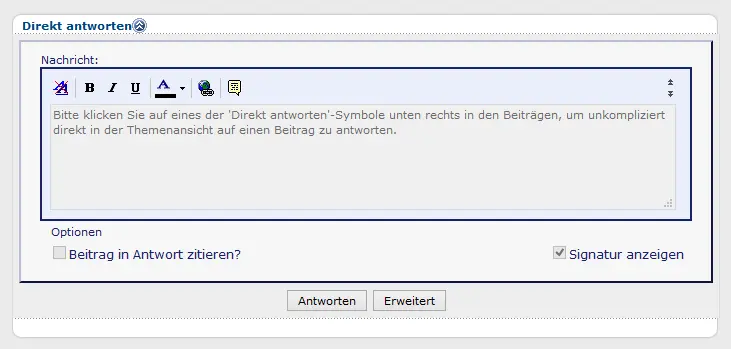 Direkt antworten
Nachricht:
B I U A
Bitte klicken Sie auf eines der 'Direkt antworten'-Symbole unten rechts in den Beiträgen, um unkompliziert
direkt in der Themenansicht auf einen Beitrag zu antworten.
Optionen
Beitrag in Antwort zitieren? Signatur anzeigen
Antworten Erweitert